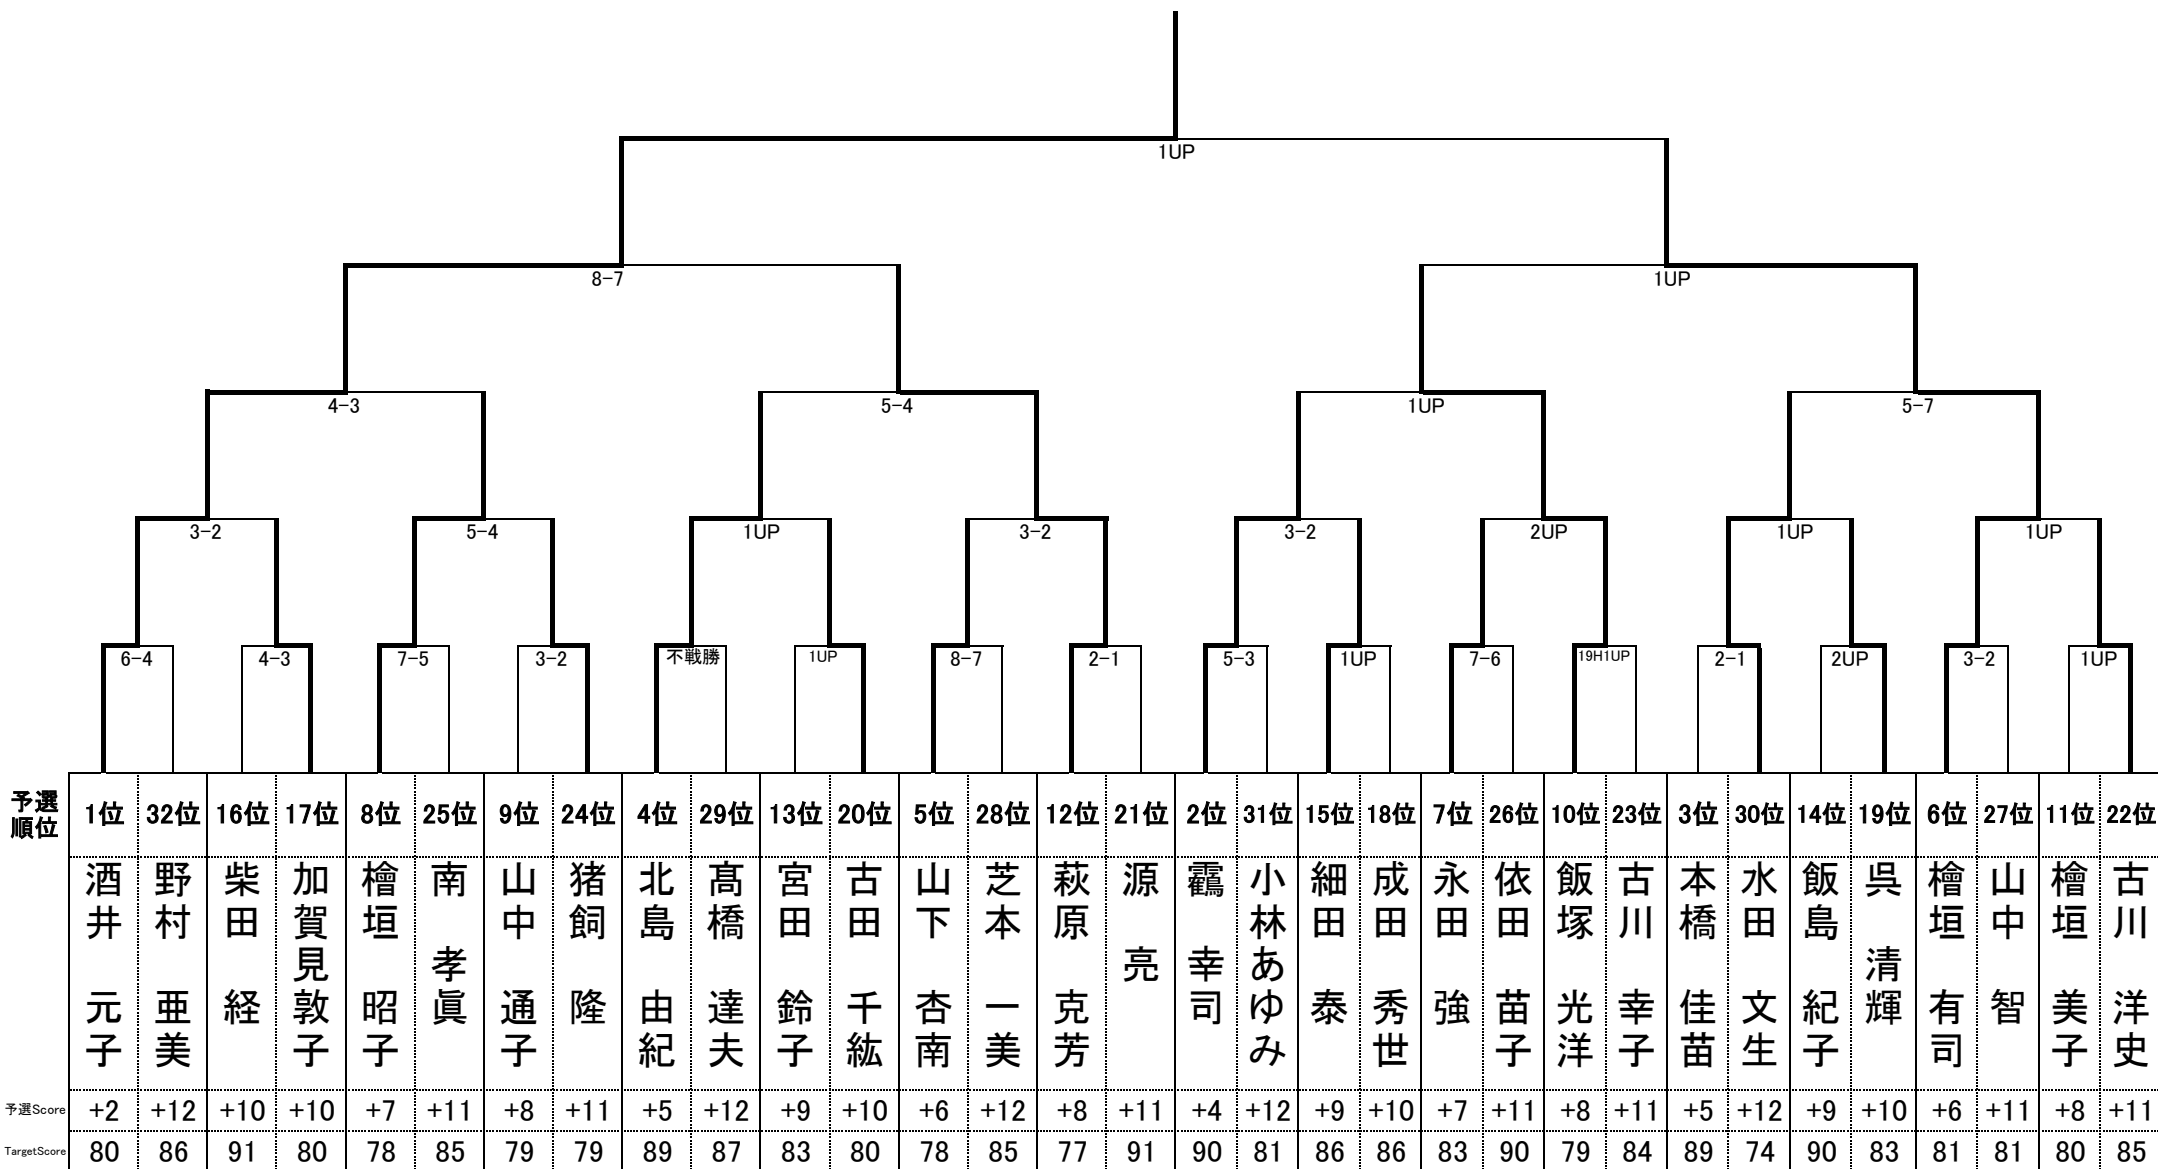 1UP
8-7
1UP
4-3
5-4
1UP
5-7
3-2
5-4
1UP
3-2
3-2
2UP
1UP
1UP
6-4
4-3
7-5
3-2
不戦勝
1UP
8-7
2-1
5-3
1UP
7-6
19H1UP
2-1
2UP
3-2
1UP
予選順位 1位 32位 16位 17位 8位 25位 9位 24位 4位 29位 13位 20位 5位 28位 12位 21位 2位 31位 15位 18位 7位 26位 10位 23位 3位 30位 14位 19位 6位 27位 11位 22位
酒井 元子
野村 亜美
柴田 経
加賀見敦子
檜垣 昭子
南 孝眞
山中 通子
猪飼 隆
北島 由紀
髙橋 達夫
宮田 鈴子
古田 千紘
山下 杏南
芝本 一美
萩原 克芳
源 亮
靏 幸司
小林あゆみ
細田 泰
成田 秀世
永田 強
依田 苗子
飯塚 光洋
古川 幸子
本橋 佳苗
水田 文生
飯島 紀子
呉 清輝
檜垣 有司
山中 智
檜垣 美子
古川 洋史
予選Score +2 +12 +10 +10 +7 +11 +8 +11 +5 +12 +9 +10 +6 +12 +8 +11 +4 +12 +9 +10 +7 +11 +8 +11 +5 +12 +9 +10 +6 +11 +8 +11
TargetScore 80 86 91 80 78 85 79 79 89 87 83 80 78 85 77 91 90 81 86 86 83 90 79 84 89 74 90 83 81 81 80 85